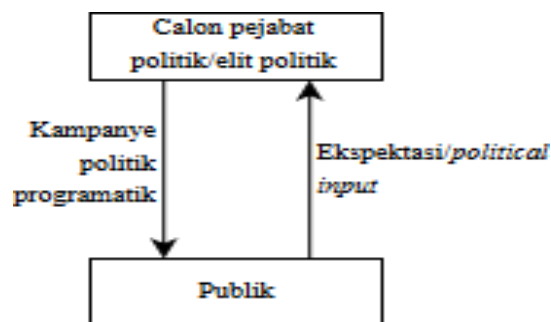 Calon pejabat
politik/elit politik
Kampanye
politik
programatik
Ekspektasi/political
input
Publik